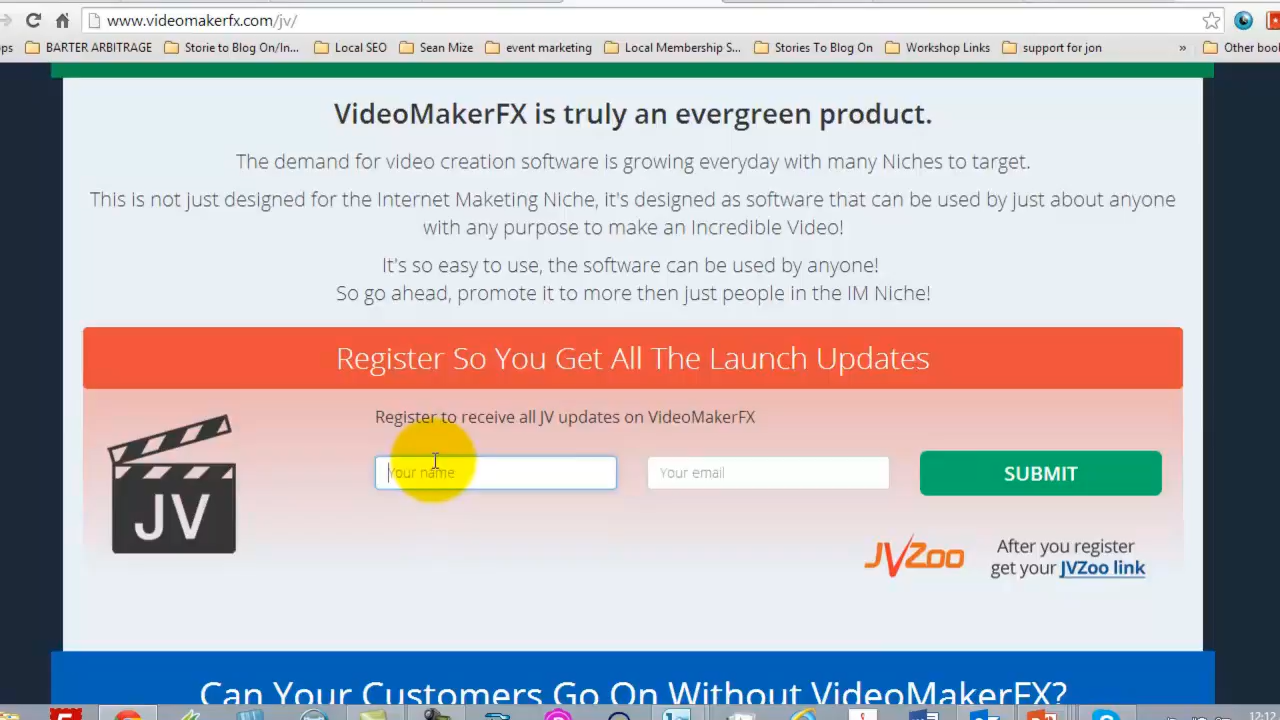 www.videomakerfx.com/jv/
ps BARTER ARBITRAGE Storie to Blog On/In... Local SEO Sean Mize event marketing Local Membership S... Stories To Blog On Workshop Links support for jon » Other boo
VideoMakerFX is truly an evergreen product.
The demand for video creation software is growing everyday with many Niches to target.
This is not just designed for the Internet Maketing Niche, it's designed as software that can be used by just about anyone
with any purpose to make an Incredible Video!
It's so easy to use, the software can be used by anyone!
So go ahead, promote it to more then just people in the IM Niche!
Register So You Get All The Launch Updates
Register to receive all JV updates on VideoMakerFX
Your name Your email SUBMIT
JV
JVZoo After you register
get your JVZoo link
Can Your Customers Go On Without VideoMakerFX?
12:12